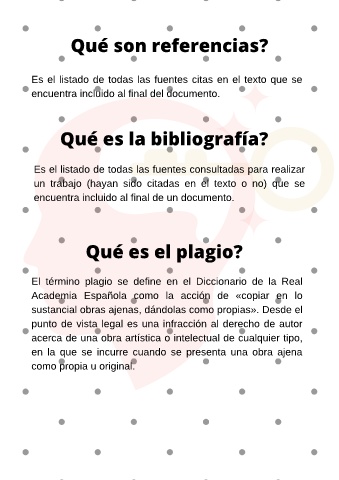 Qué son referencias?
Es el listado de todas las fuentes citas en el texto que se
encuentra incluido al final del documento.
Qué es la bibliografía?
Es el listado de todas las fuentes consultadas para realizar
un trabajo (hayan sido citadas en el texto o no) que se
encuentra incluido al final de un documento.
Qué es el plagio?
El término plagio se define en el Diccionario de la Real
Academia Española como la acción de «copiar en lo
sustancial obras ajenas, dándolas como propias». Desde el
punto de vista legal es una infracción al derecho de autor
acerca de una obra artística o intelectual de cualquier tipo,
en la que se incurre cuando se presenta una obra ajena
como propia u original.